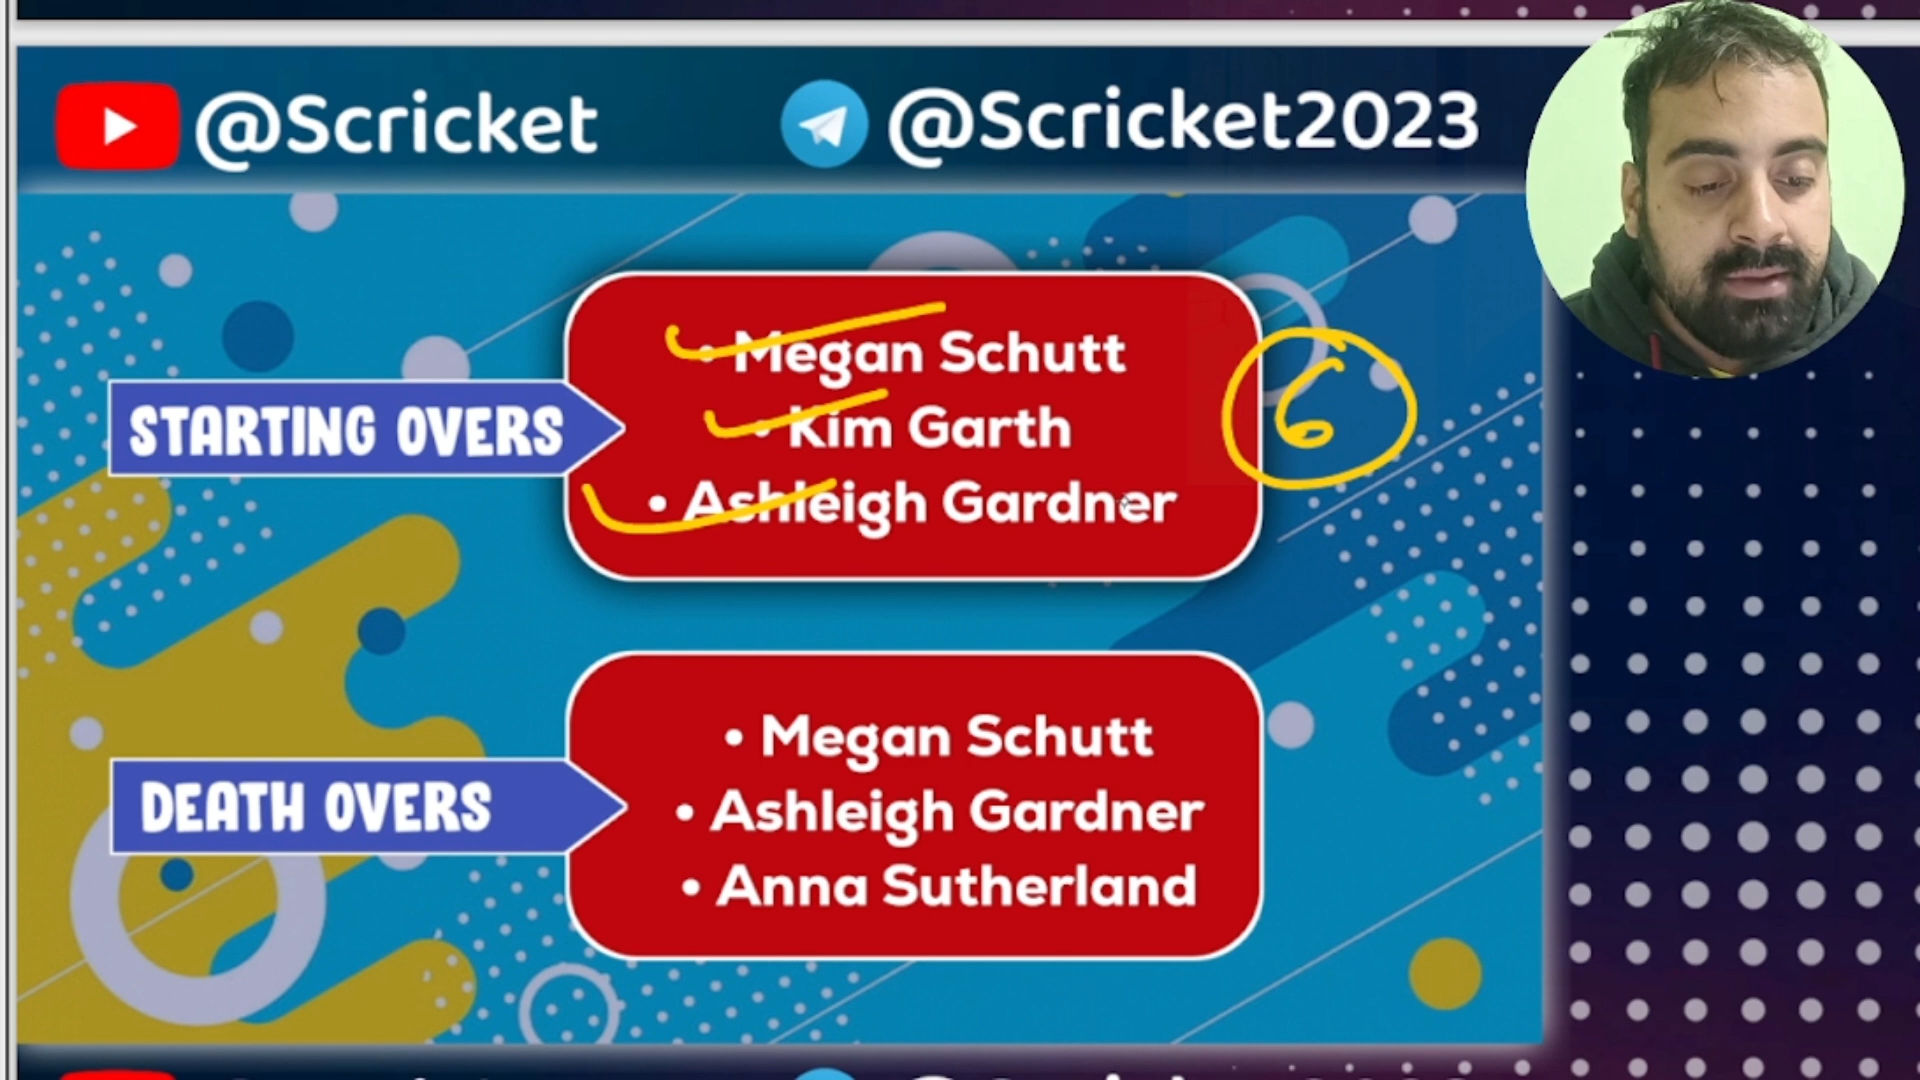 @Scricket
@Scricket2023
• Megan Schutt
• Kim Garth
• Ashleigh Gardner
STARTING OVERS
6
• Megan Schutt
• Ashleigh Gardner
• Anna Sutherland
DEATH OVERS